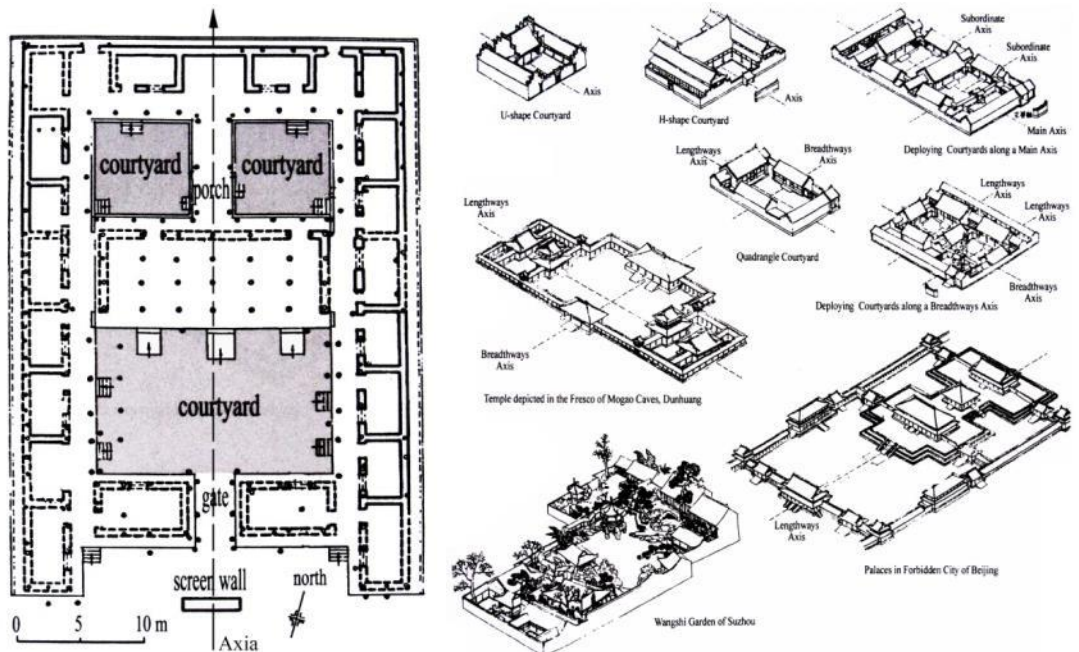 courtyard
courtyard
porch
courtyard
gate
screen wall
north
0 5 10 m
Axia
Axis
U-shape Courtyard
Axis
H-shape Courtyard
Subordinate
Axis
Subordinate
Axis
Main Axis
Deploying Courtyards along a Main Axis
Lengthways
Axis
Breadthways
Axis
Quadrangle Courtyard
Lengthways
Axis
Lengthways
Axis
Breadthways
Axis
Deploying Courtyards along a Breadthways Axis
Lengthways
Axis
Breadthways
Axis
Temple depicted in the Fresco of Mogao Caves, Dunhuang
Lengthways
Axis
Palaces in Forbidden City of Beijing
Wangshi Garden of Suzhou